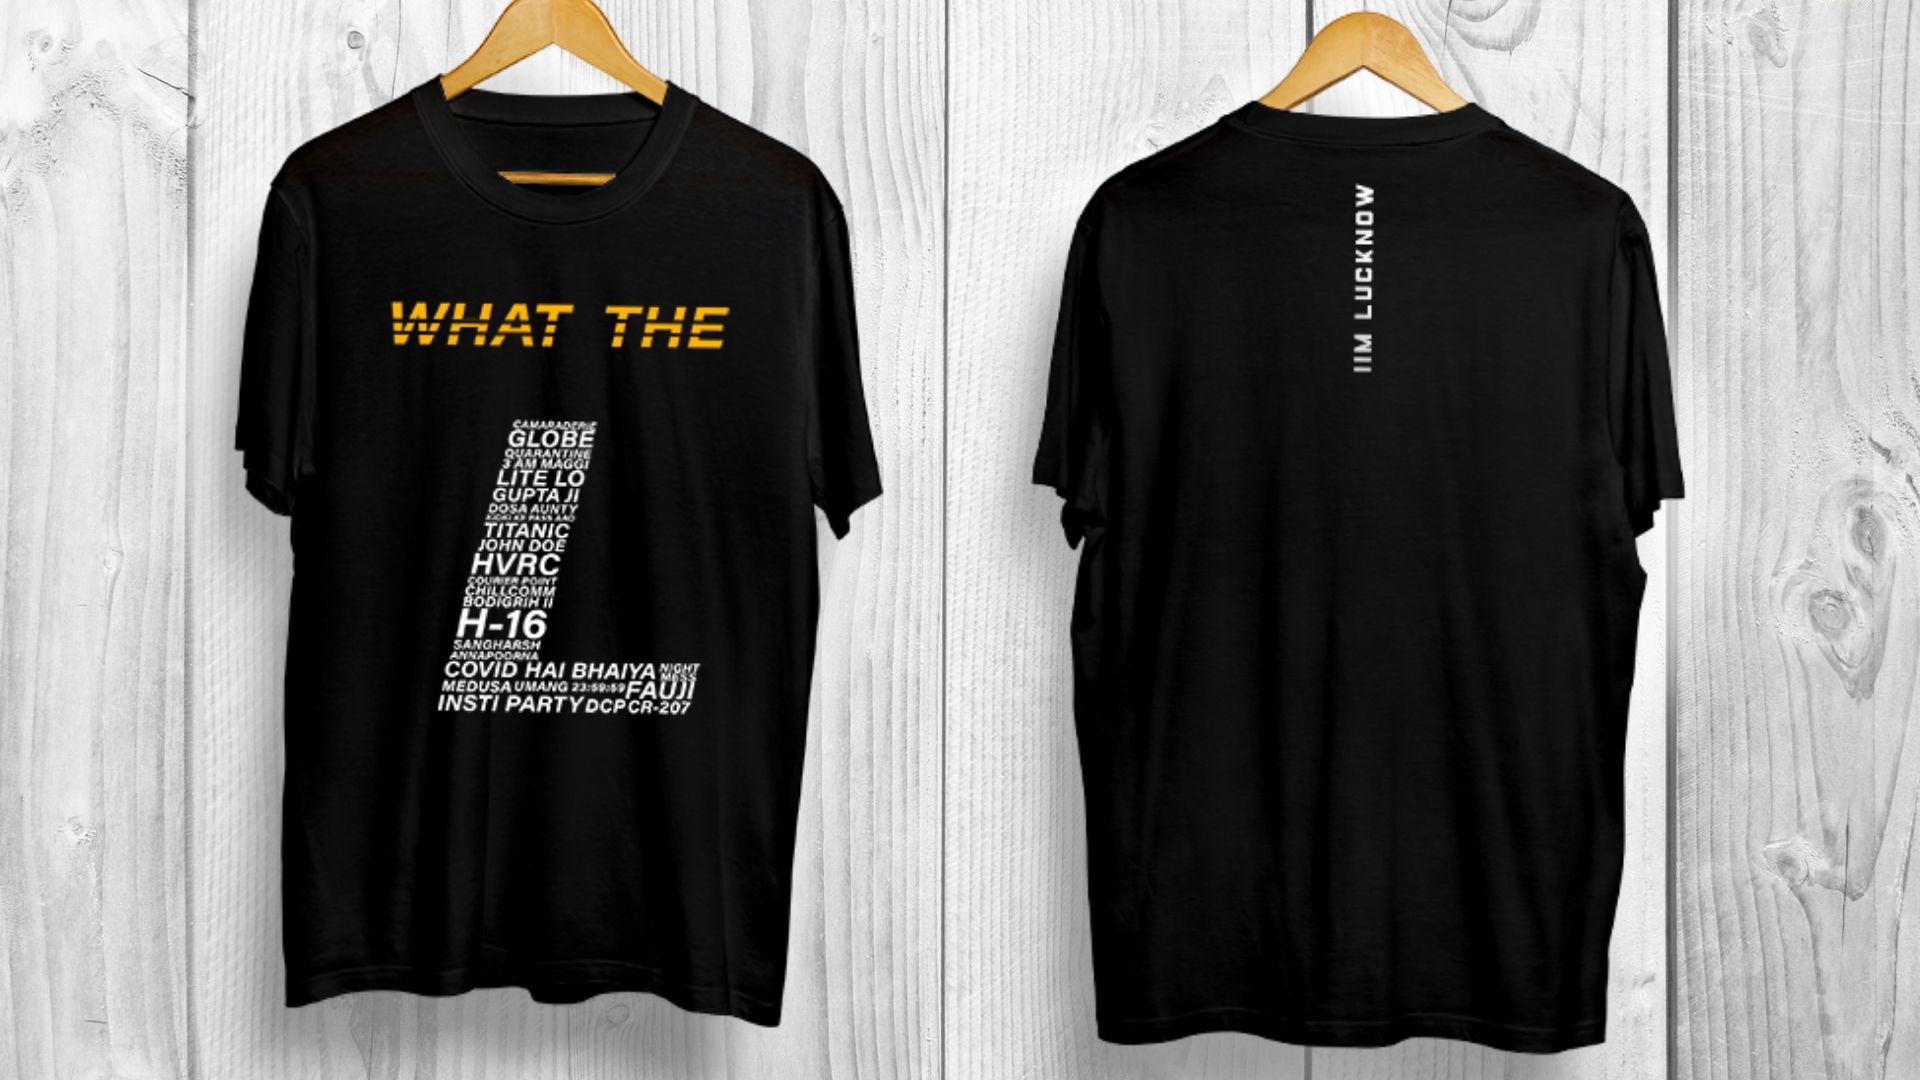 WHAT THE
CAMARADERIE
GLOBE
QUARANTINE
3 AM MAGGI
LITE LO
GUPTA JI
DOSA AUNTY
TITANIC
JOHN DOE
HVRC
COURIER POINT
CHILLCOMM
BODIGRIH II
H-16
SANGHARSH
ANNAPOORNA
COVID HAI BHAIYA NIGHT MESS
MEDUSA UMANG 23:59:59 FAUJI
INSTI PARTY DCP CR-207
IIM LUCKNOW